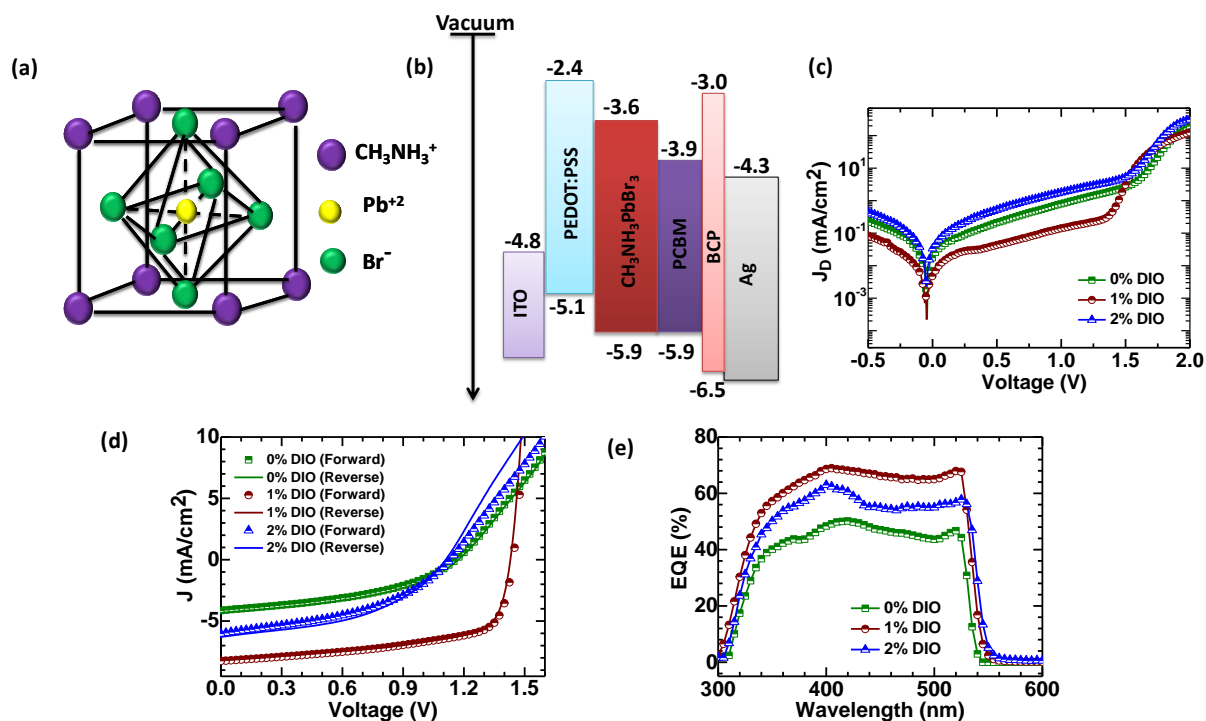 Vacuum
(a)
CH₃NH₃⁺
Pb⁺²
Br⁻
(b)
-2.4
-3.0
-3.6
-3.9
-4.3
-4.8
ITO
PEDOT:PSS
CH₃NH₃PbBr₃
PCBM
BCP
Ag
-5.1
-5.9
-5.9
-6.5
(c)
J_D (mA/cm2)
10¹
10⁻¹
10⁻³
0% DIO
1% DIO
2% DIO
-0.5 0.0 0.5 1.0 1.5 2.0
Voltage (V)
(d)
J (mA/cm²)
10
5
0
-5
0% DIO (Forward)
0% DIO (Reverse)
1% DIO (Forward)
1% DIO (Reverse)
2% DIO (Forward)
2% DIO (Reverse)
0.0 0.3 0.6 0.9 1.2 1.5
Voltage (V)
(e)
EQE (%)
80
60
40
20
0
0% DIO
1% DIO
2% DIO
300 400 500 600
Wavelength (nm)